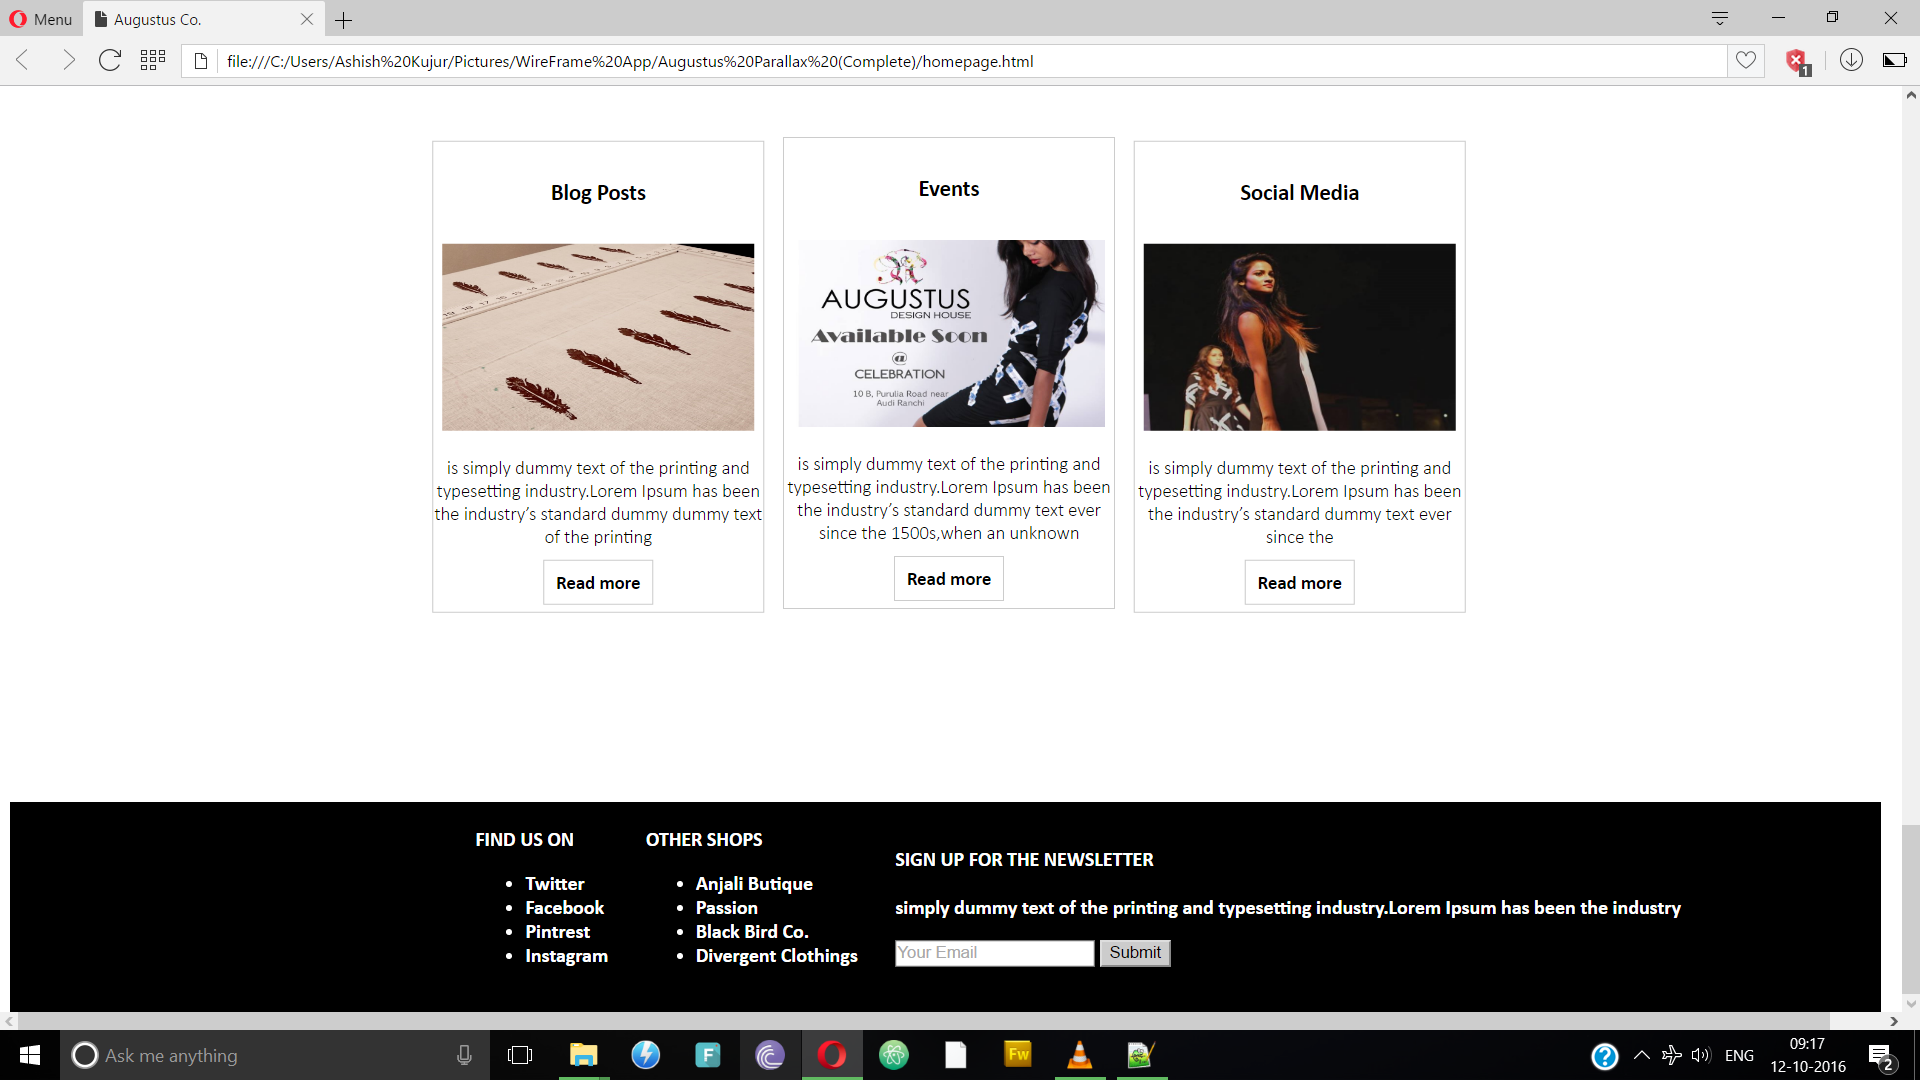 Menu
Augustus Co.
file:///C:/Users/Ashish%20Kujur/Pictures/WireFrame%20App/Augustus%20Parallax%20(Complete)/homepage.html
1
Blog Posts
is simply dummy text of the printing and
typesetting industry.Lorem Ipsum has been
the industry’s standard dummy dummy text
of the printing
Read more
Events
AUGUSTUS
DESIGN HOUSE
Available Soon
@
CELEBRATION
10 B, Purulia Road near
Audi Ranchi
is simply dummy text of the printing and
typesetting industry.Lorem Ipsum has been
the industry’s standard dummy text ever
since the 1500s,when an unknown
Read more
Social Media
is simply dummy text of the printing and
typesetting industry.Lorem Ipsum has been
the industry’s standard dummy text ever
since the
Read more
FIND US ON
• Twitter
• Facebook
• Pintrest
• Instagram
OTHER SHOPS
• Anjali Butique
• Passion
• Black Bird Co.
• Divergent Clothings
SIGN UP FOR THE NEWSLETTER
simply dummy text of the printing and typesetting industry.Lorem Ipsum has been the industry
Your Email
Submit
Ask me anything
F
Fw
?
ENG
09:17
12-10-2016
2